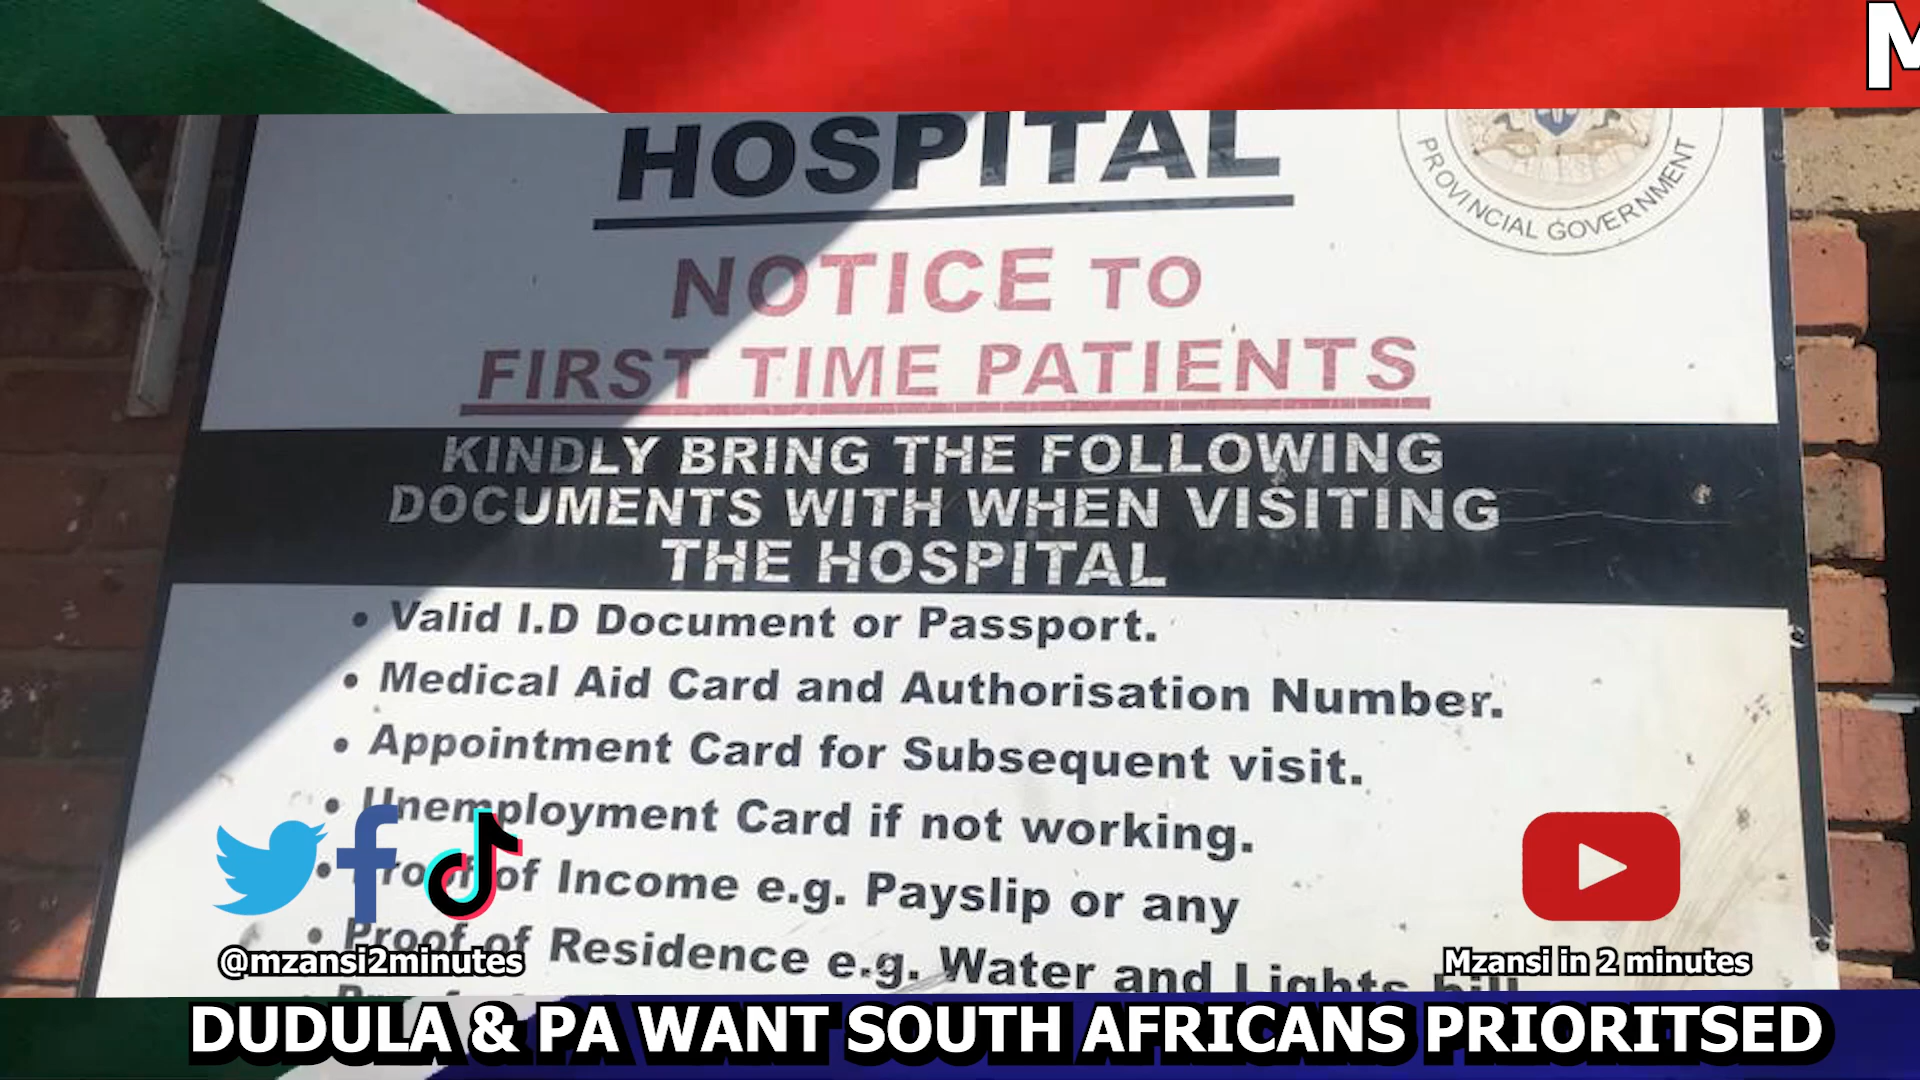 M
HOSPITAL
PROVINCIAL GOVERNMENT
NOTICE TO
FIRST TIME PATIENTS
KINDLY BRING THE FOLLOWING
DOCUMENTS WITH WHEN VISITING
THE HOSPITAL
• Valid I.D Document or Passport.
• Medical Aid Card and Authorisation Number.
• Appointment Card for Subsequent visit.
• Unemployment Card if not working.
• Proof of Income e.g. Payslip or any
• Proof of Residence e.g. Water and Lights bill
@mzansi2minutes
Mzansi in 2 minutes
DUDULA & PA WANT SOUTH AFRICANS PRIORITSED